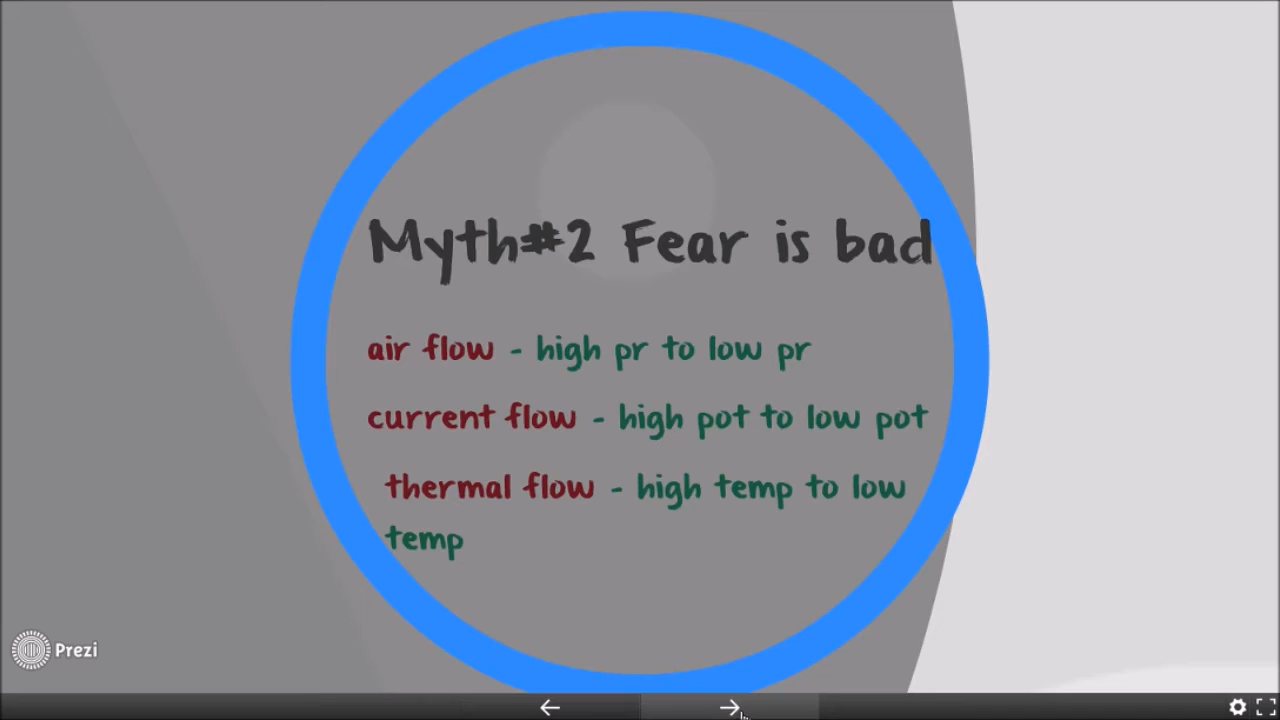 Myth#2 Fear is bad
air flow - high pr to low pr
current flow - high pot to low pot
thermal flow - high temp to low
temp
Prezi